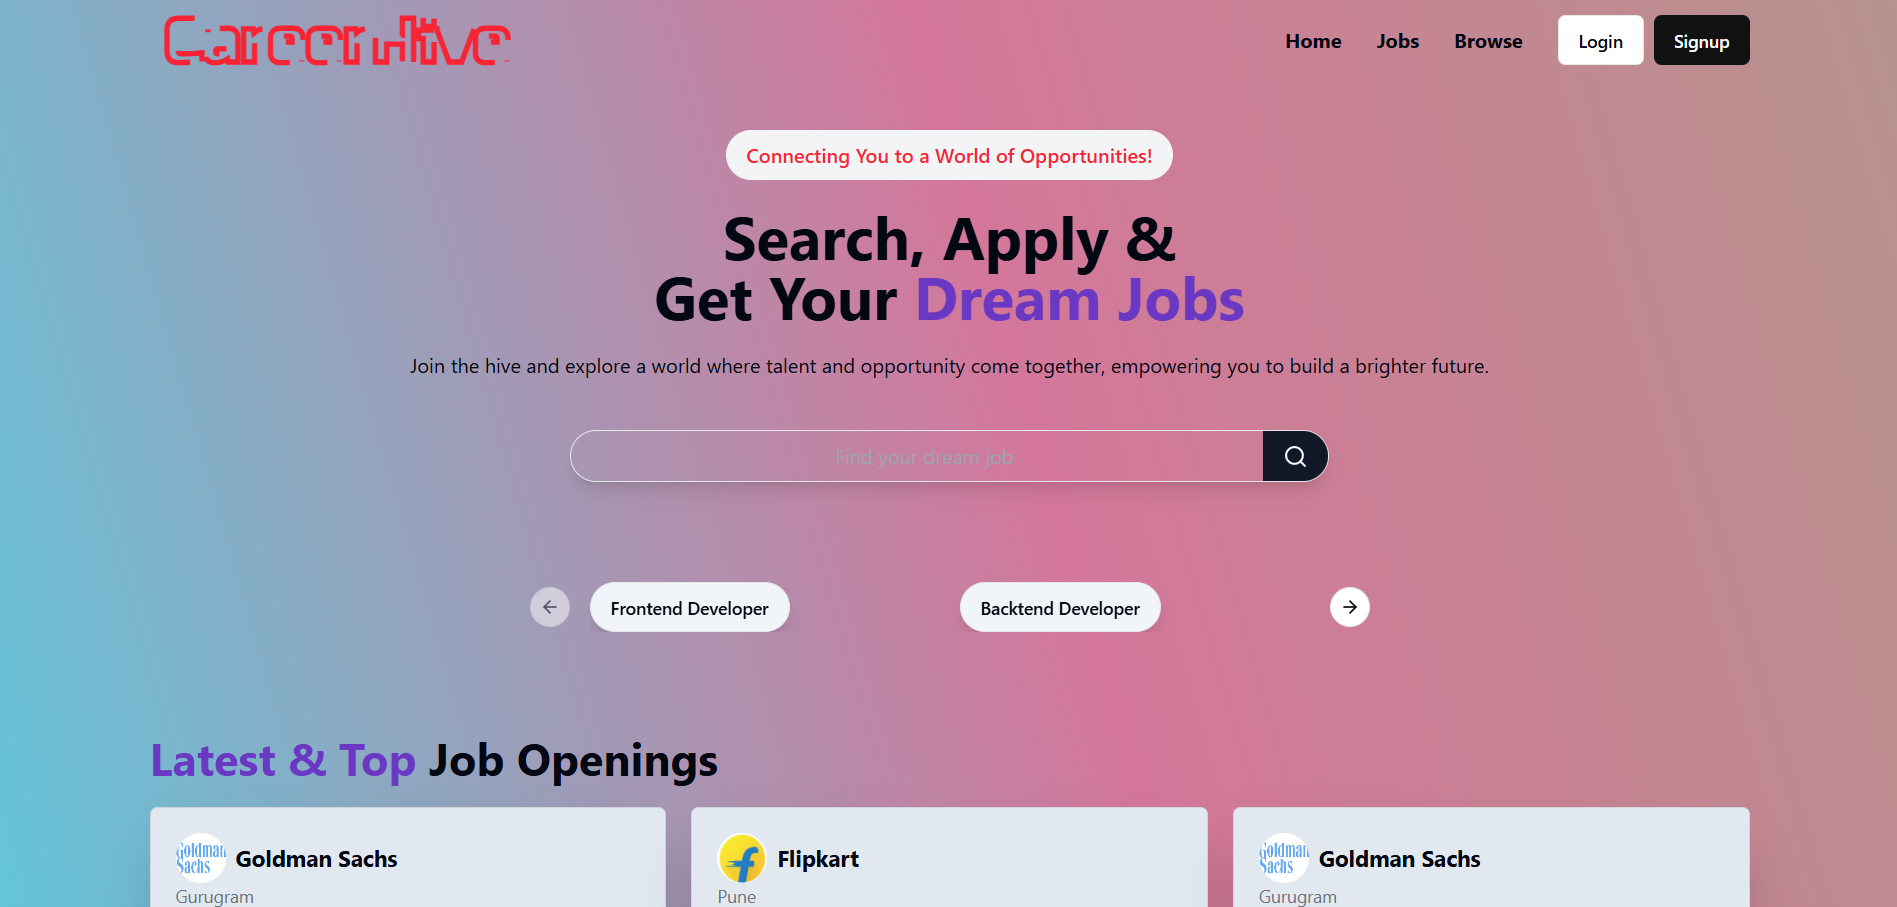 Career Hive
Home Jobs Browse Login Signup
Connecting You to a World of Opportunities!
Search, Apply &
Get Your Dream Jobs
Join the hive and explore a world where talent and opportunity come together, empowering you to build a brighter future.
Find your dream job
Frontend Developer Backtend Developer
Latest & Top Job Openings
Goldman Sachs Goldman Sachs Flipkart Goldman Sachs Goldman Sachs
Gurugram Pune Gurugram